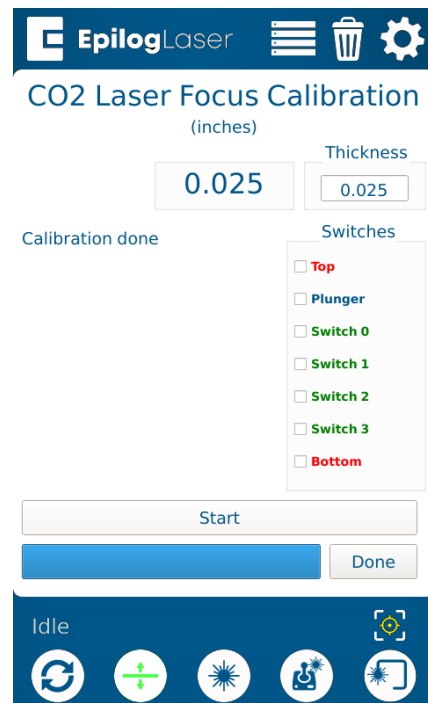 EpilogLaser
CO2 Laser Focus Calibration
(inches)
Thickness
0.025
0.025
Calibration done
Switches
Top
Plunger
Switch 0
Switch 1
Switch 2
Switch 3
Bottom
Start
Done
Idle